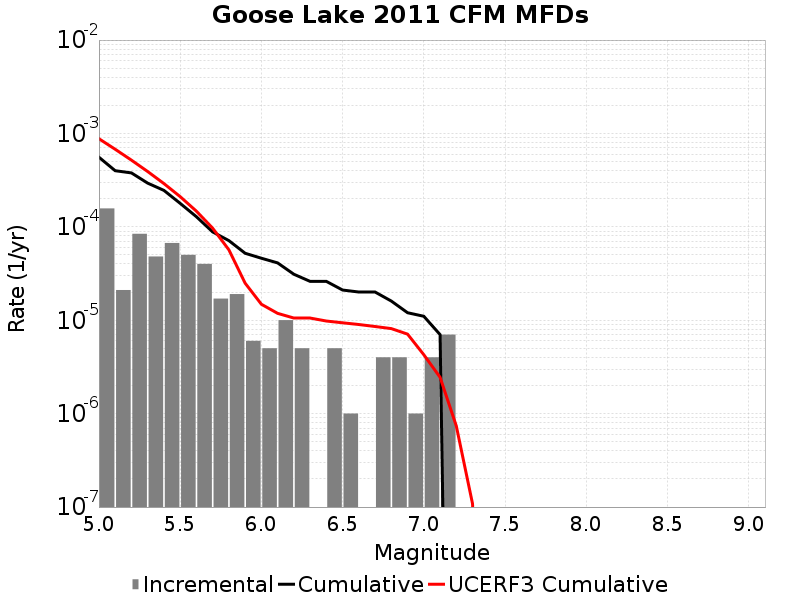 Goose Lake 2011 CFM MFDs
10-2
10-3
10-4
10-5
10-6
10-7
Rate (1/yr)
5.0 5.5 6.0 6.5 7.0 7.5 8.0 8.5 9.0
Magnitude
Incremental Cumulative UCERF3 Cumulative